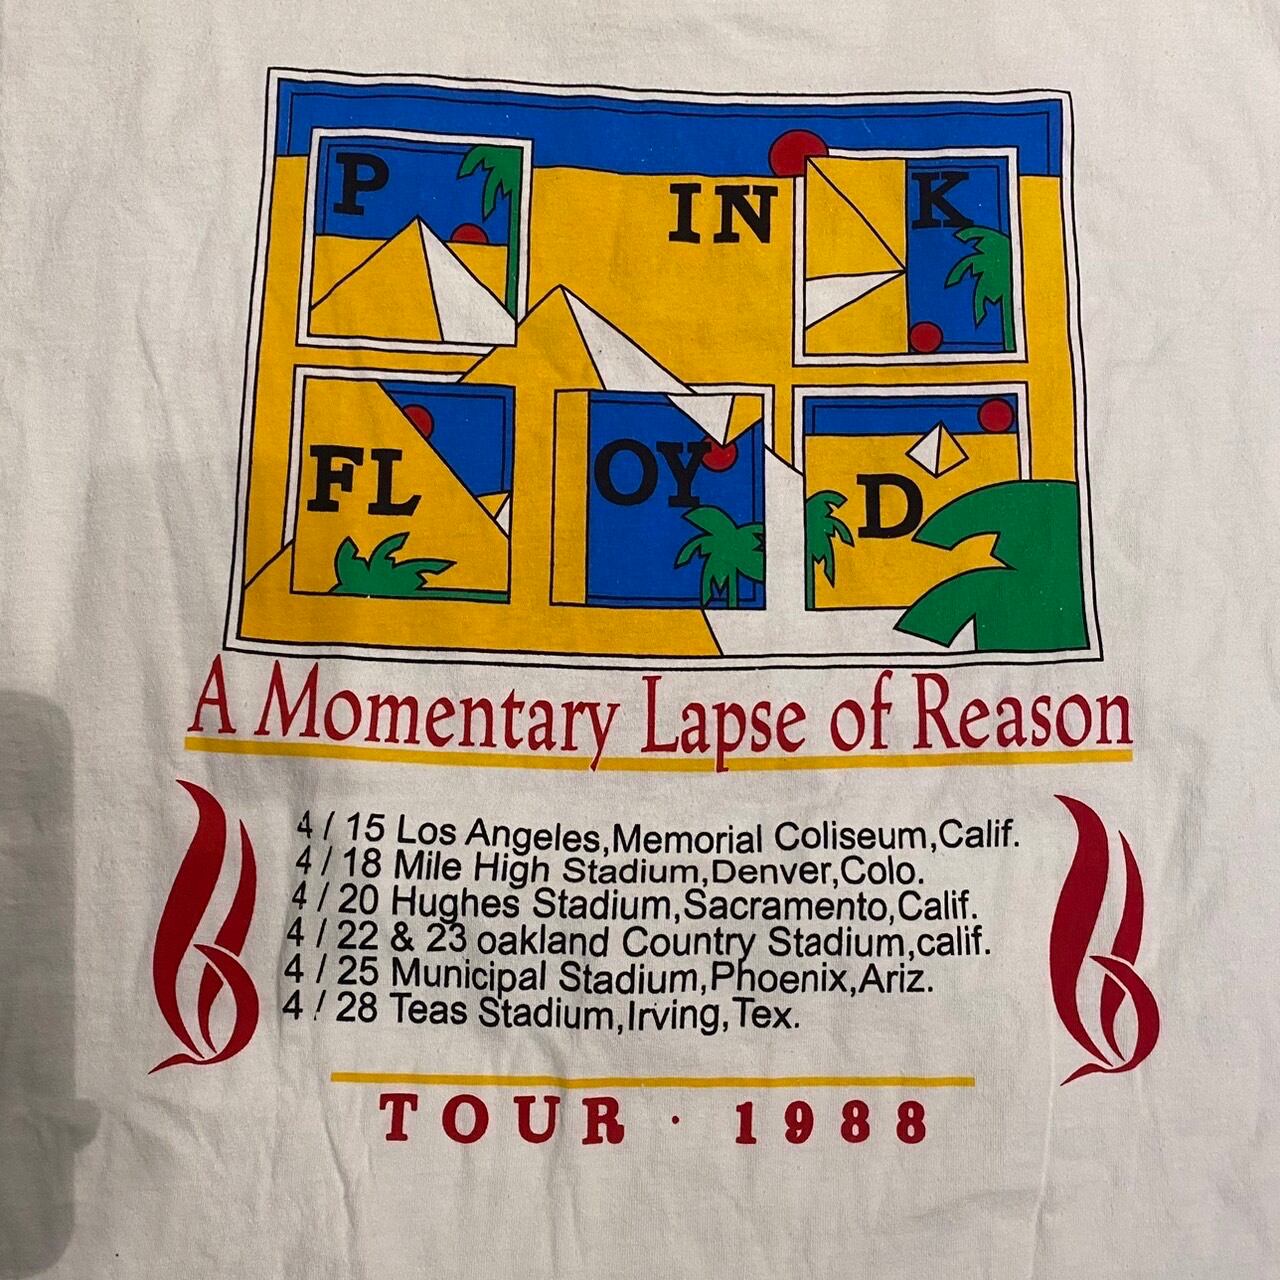 P IN K
FL OY D
A Momentary Lapse of Reason
4 / 15 Los Angeles,Memorial Coliseum,Calif.
4 / 18 Mile High Stadium,Denver,Colo.
4 / 20 Hughes Stadium,Sacramento,Calif.
4 / 22 & 23 oakland Country Stadium,calif.
4 / 25 Municipal Stadium,Phoenix,Ariz.
4 / 28 Teas Stadium,Irving,Tex.
TOUR · 1988